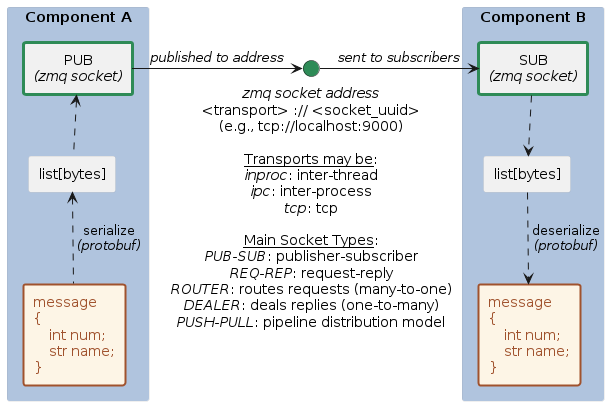 Component A
Component B
PUB
(zmq socket)
published to address
sent to subscribers
SUB
(zmq socket)
zmq socket address
<transport> :// <socket_uuid>
(e.g., tcp://localhost:9000)
Transports may be:
inproc: inter-thread
ipc: inter-process
tcp: tcp
Main Socket Types:
PUB-SUB: publisher-subscriber
REQ-REP: request-reply
ROUTER: routes requests (many-to-one)
DEALER: deals replies (one-to-many)
PUSH-PULL: pipeline distribution model
list[bytes]
serialize
(protobuf)
message
{
int num;
str name;
}
list[bytes]
deserialize
(protobuf)
message
{
int num;
str name;
}